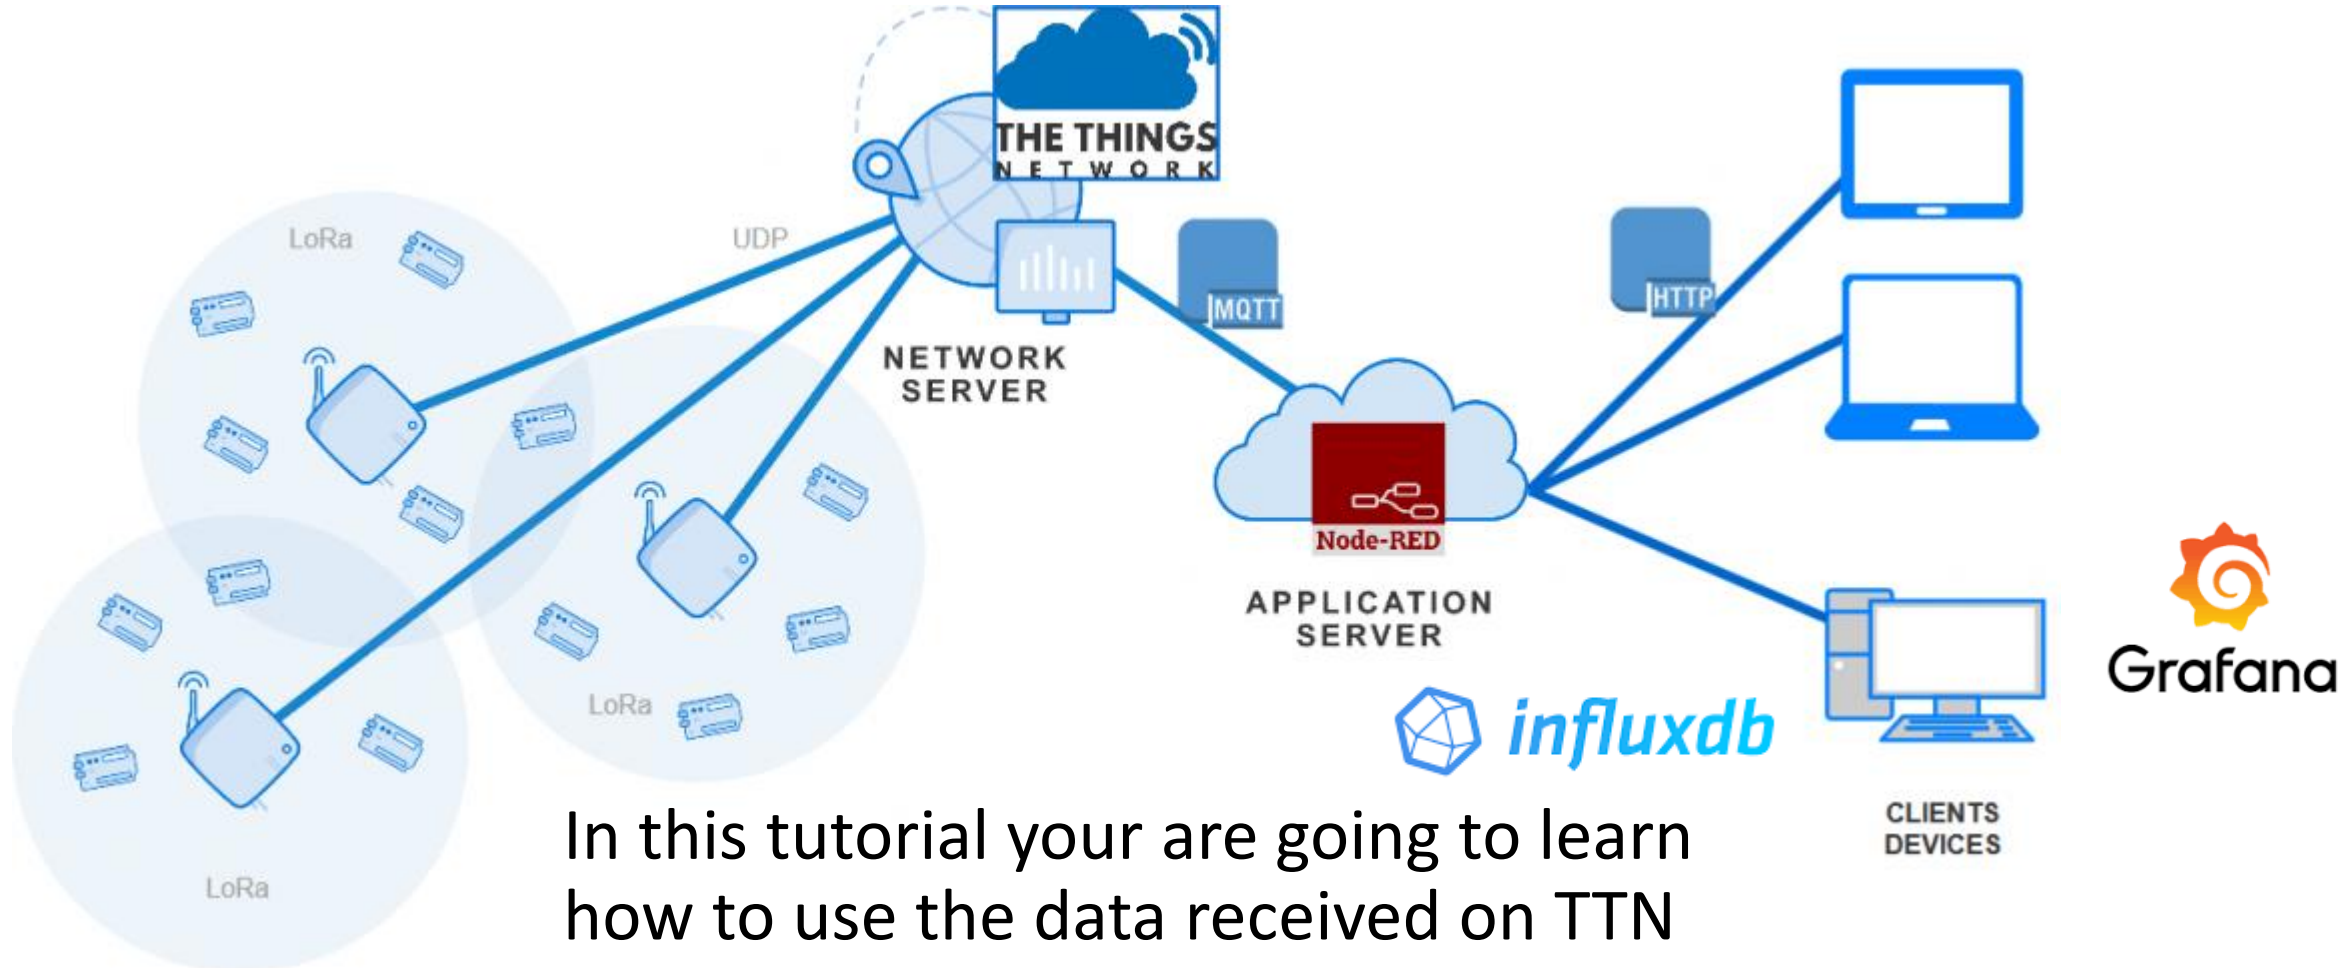 THE THINGS
NETWORK
LoRa
UDP
MQTT
HTTP
NETWORK
SERVER
Node-RED
APPLICATION
SERVER
LoRa
influxdb
Grafana
CLIENTS
DEVICES
LoRa
In this tutorial your are going to learn
how to use the data received on TTN